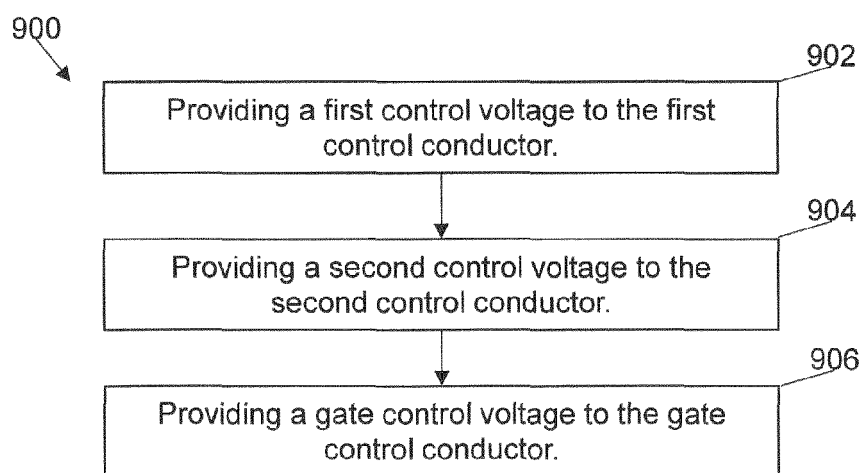 900
902
Providing a first control voltage to the first
control conductor.
904
Providing a second control voltage to the
second control conductor.
906
Providing a gate control voltage to the gate
control conductor.